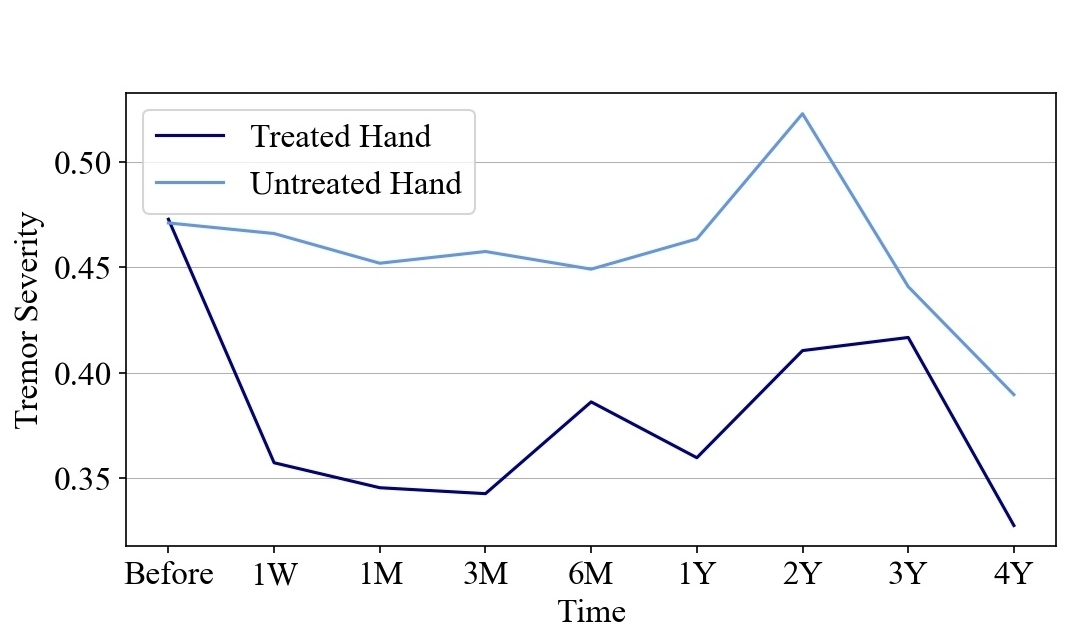 Treated Hand
Untreated Hand
0.50
0.45
0.40
0.35
Tremor Severity
Before 1W 1M 3M 6M 1Y 2Y 3Y 4Y
Time